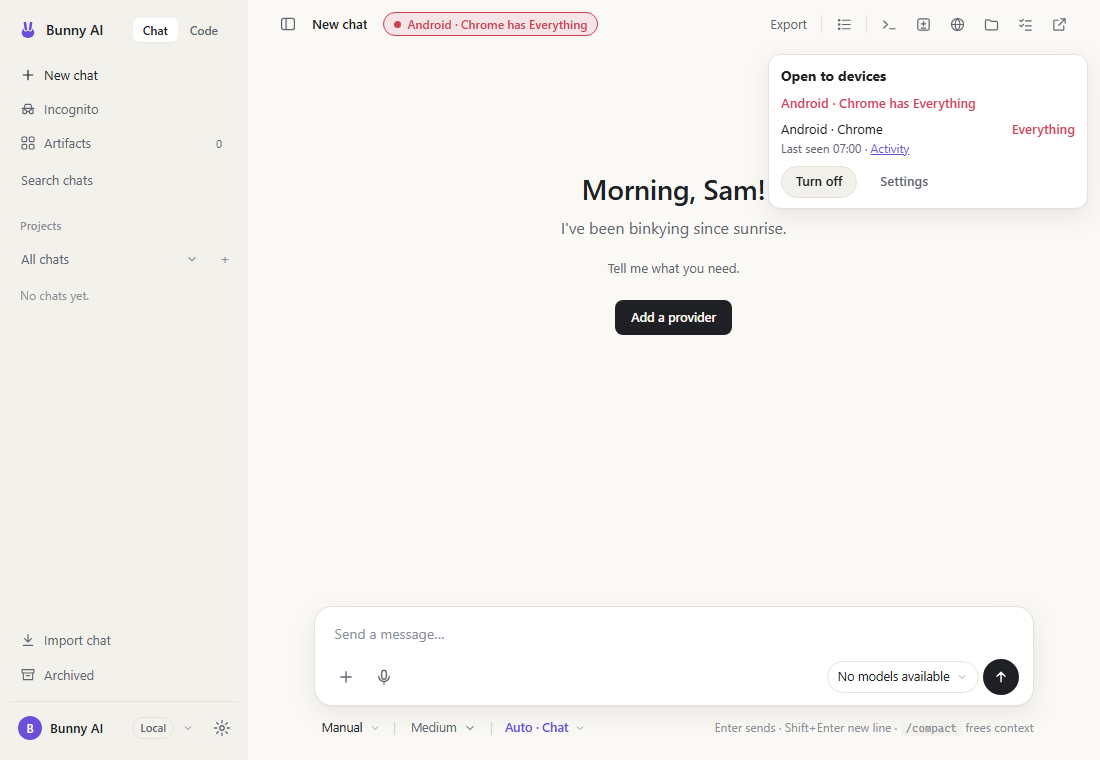 Bunny AI
Chat
Code
New chat
Incognito
Artifacts
0
Search chats
Projects
All chats
+
No chats yet.
Import chat
Archived
B
Bunny AI
Local
New chat
Android · Chrome has Everything
Export
Open to devices
Android · Chrome has Everything
Android · Chrome
Everything
Last seen 07:00 · Activity
Turn off
Settings
Morning, Sam!
I've been binkying since sunrise.
Tell me what you need.
Add a provider
Send a message...
No models available
Manual
Medium
Auto · Chat
Enter sends · Shift+Enter new line · /compact frees context